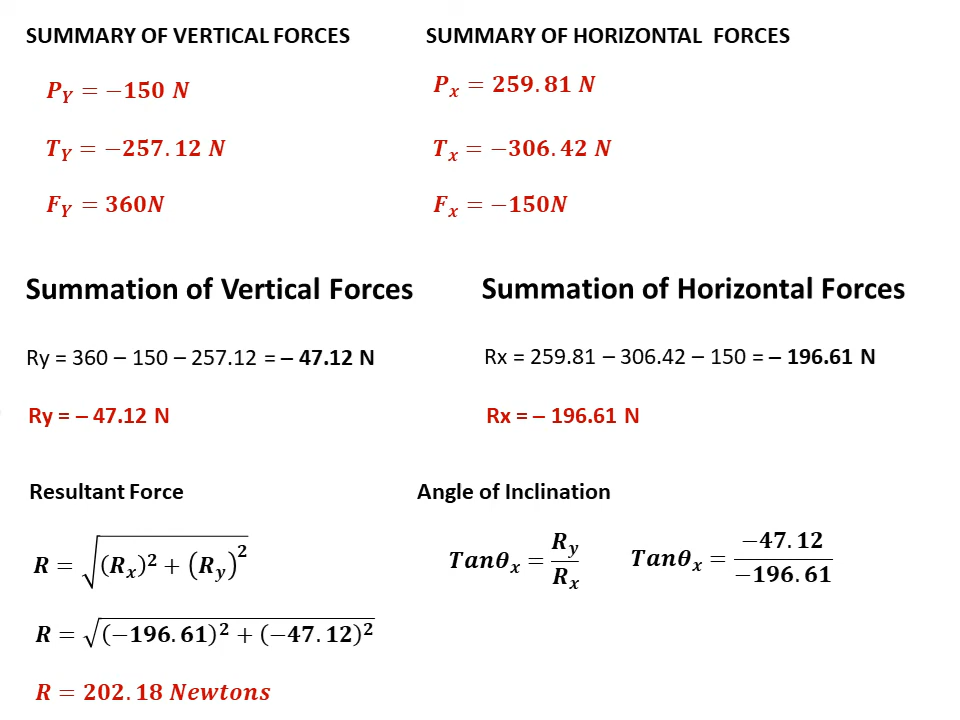 SUMMARY OF VERTICAL FORCES
P_Y = −150 N
T_Y = −257.12 N
F_Y = 360N
SUMMARY OF HORIZONTAL FORCES
P_x = 259.81 N
T_x = −306.42 N
F_x = −150N
Summation of Vertical Forces
Ry = 360 – 150 – 257.12 = – 47.12 N
Ry = – 47.12 N
Summation of Horizontal Forces
Rx = 259.81 – 306.42 – 150 = – 196.61 N
Rx = – 196.61 N
Resultant Force
R = √((R_x)² + (R_y)²)
R = √((−196.61)² + (−47.12)²)
R = 202.18 Newtons
Angle of Inclination
Tanθ_x = R_y / R_x
Tanθ_x = −47.12 / −196.61